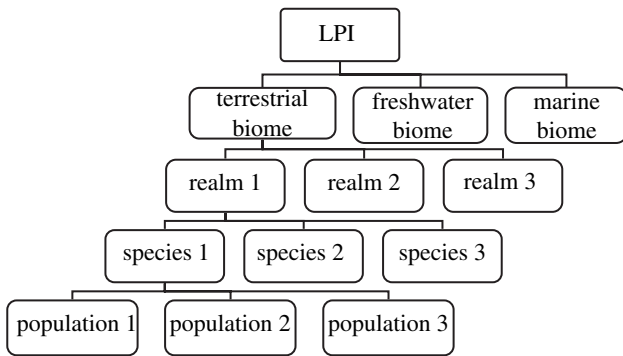 LPI
terrestrial
biome
freshwater
biome
marine
biome
realm 1
realm 2
realm 3
species 1
species 2
species 3
population 1
population 2
population 3